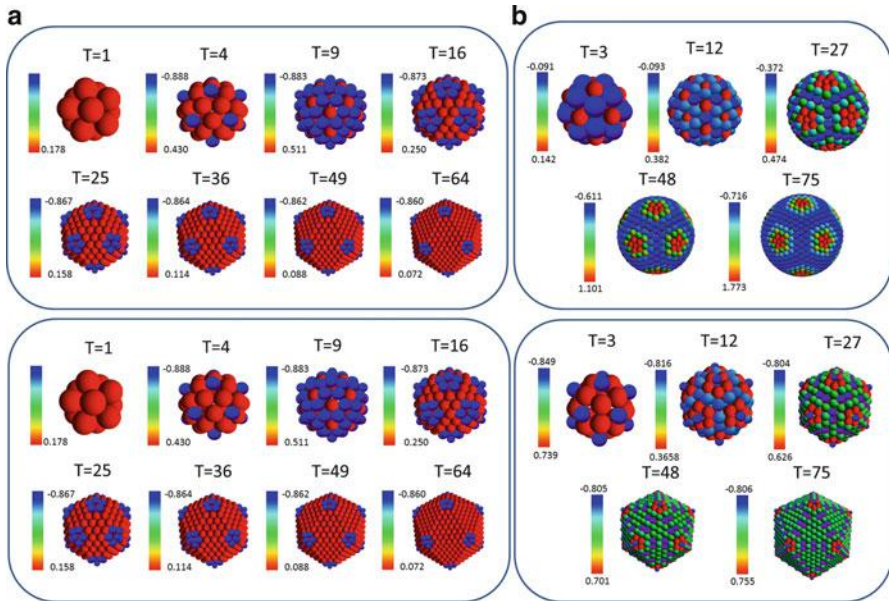 a
T=1 T=4 T=9 T=16
-0.888 -0.883 -0.873
0.178 0.430 0.511 0.250
T=25 T=36 T=49 T=64
-0.867 -0.864 -0.862 -0.860
0.158 0.114 0.088 0.072
b
T=3 T=12 T=27
-0.091 -0.093 -0.372
0.142 0.382 0.474
T=48 T=75
-0.611 -0.716
1.101 1.773
T=1 T=4 T=9 T=16
-0.888 -0.883 -0.873
0.178 0.430 0.511 0.250
T=25 T=36 T=49 T=64
-0.867 -0.864 -0.862 -0.860
0.158 0.114 0.088 0.072
T=3 T=12 T=27
-0.849 -0.816 -0.804
0.739 0.3658 0.626
T=48 T=75
-0.805 -0.806
0.701 0.755